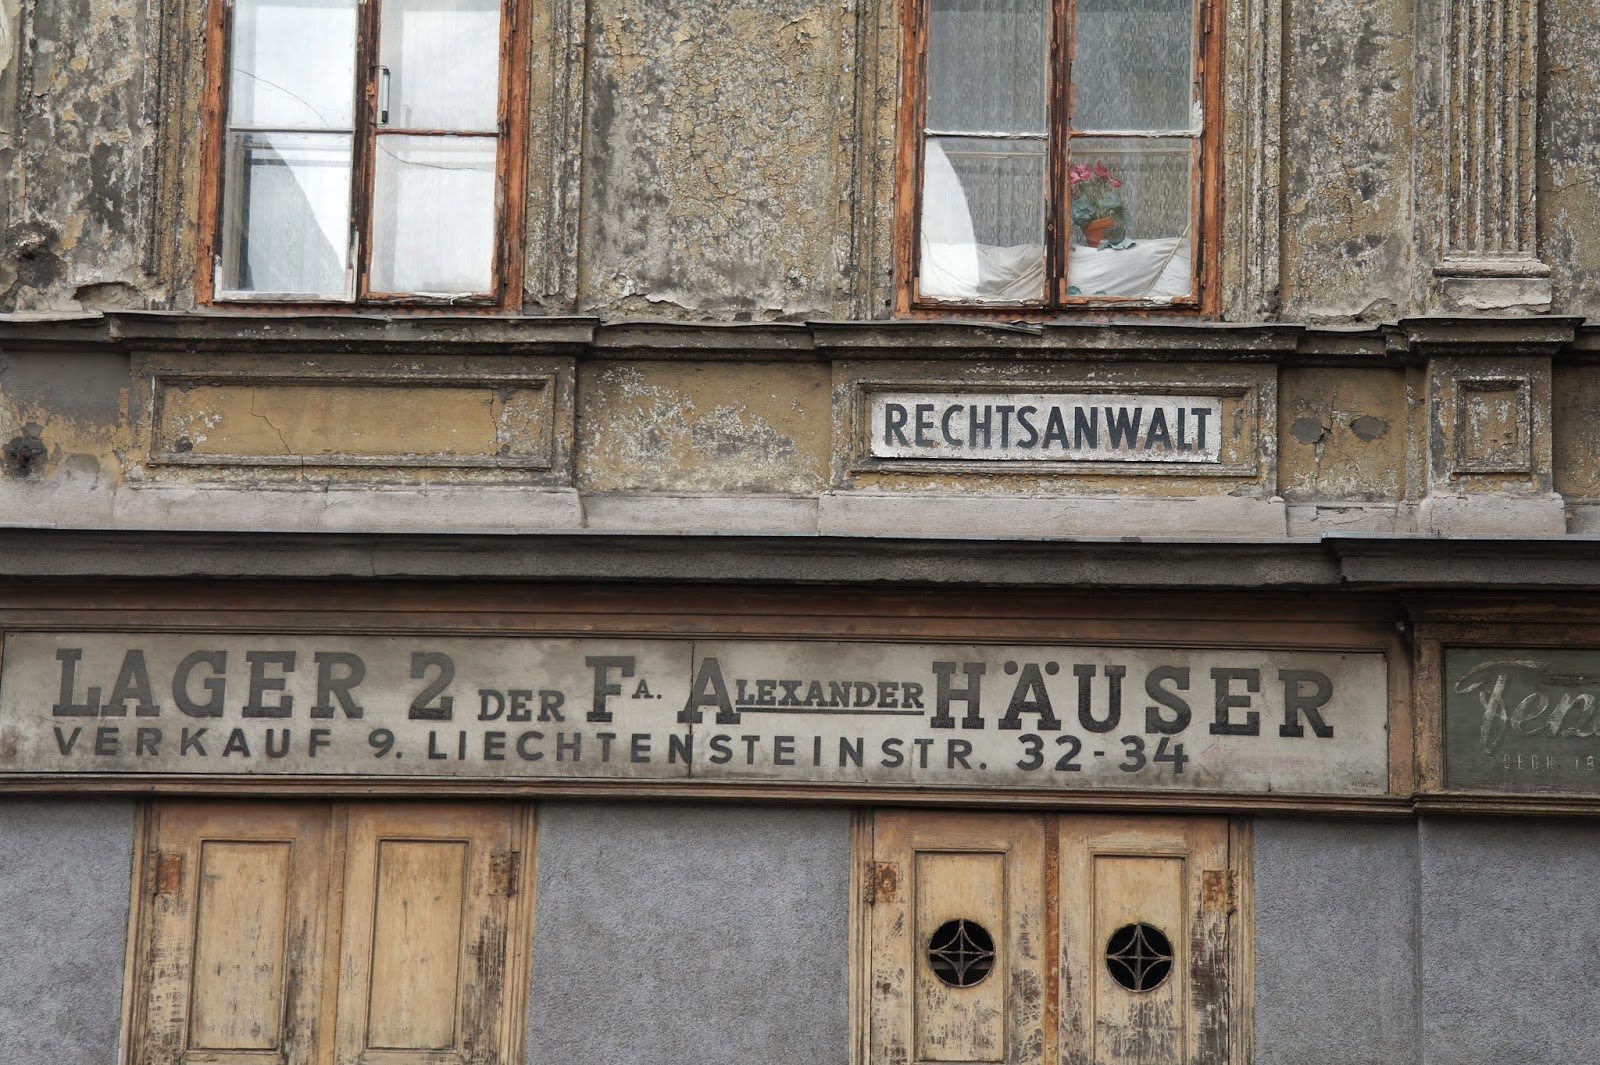 RECHTSANWALT
LAGER 2 DER FA. ALEXANDER HÄUSER
VERKAUF 9. LIECHTENSTEINSTR. 32-34